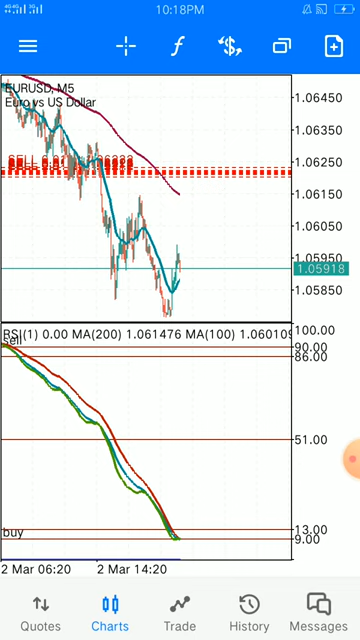 10:18PM
EURUSD, M5
Euro vs US Dollar
1.06450
1.06350
1.06250
1.06150
1.06050
1.05950
1.05918
1.05850
RSI(1) 0.00 MA(200) 1.061476 MA(100) 1.060109
sell
100.00
90.00
86.00
51.00
13.00
buy
9.00
2 Mar 06:20
2 Mar 14:20
Quotes
Charts
Trade
History
Messages